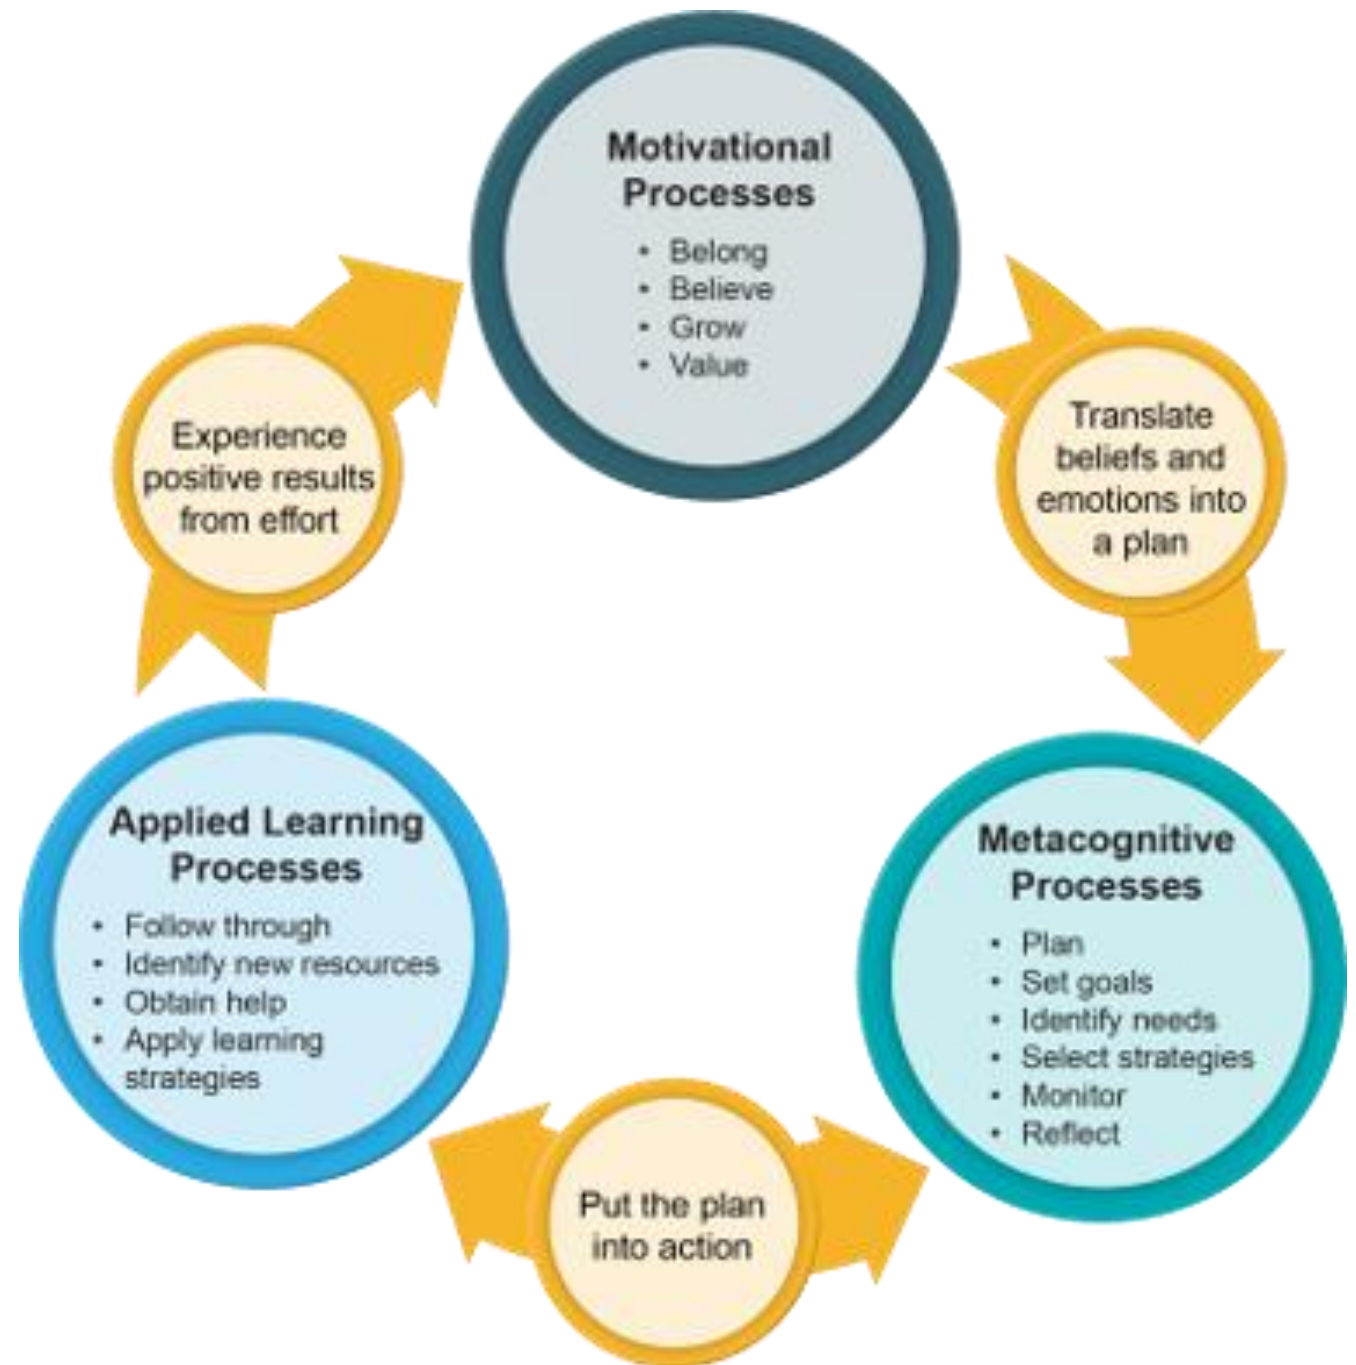 Motivational
Processes
• Belong
• Believe
• Grow
• Value
Translate
beliefs and
emotions into
a plan
Metacognitive
Processes
• Plan
• Set goals
• Identify needs
• Select strategies
• Monitor
• Reflect
Put the plan
into action
Applied Learning
Processes
• Follow through
• Identify new resources
• Obtain help
• Apply learning
strategies
Experience
positive results
from effort